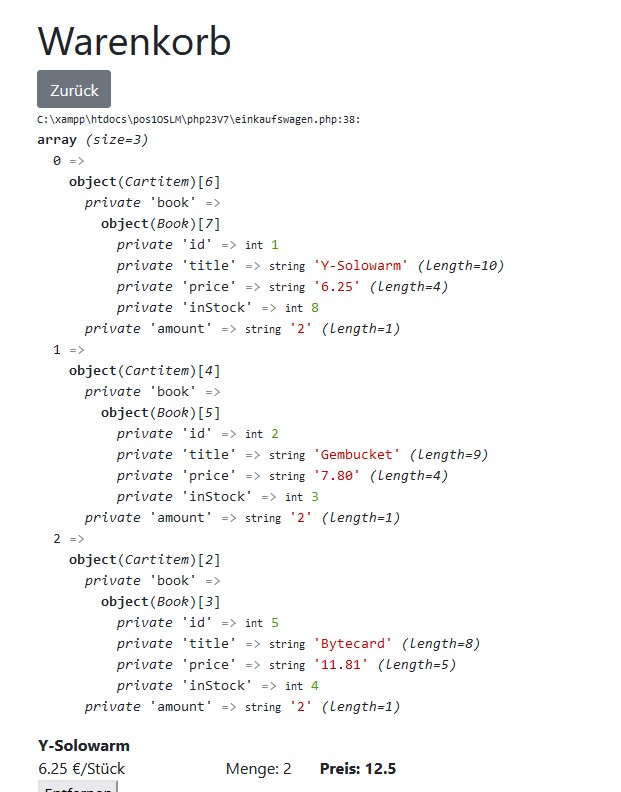 Warenkorb
Zurück
C:\xampp\htdocs\pos1OSLM\php23V7\einkaufswagen.php:38:
array (size=3)
0 =>
object(Cartitem)[6]
private 'book' =>
object(Book)[7]
private 'id' => int 1
private 'title' => string 'Y-Solowarm' (length=10)
private 'price' => string '6.25' (length=4)
private 'inStock' => int 8
private 'amount' => string '2' (length=1)
1 =>
object(Cartitem)[4]
private 'book' =>
object(Book)[5]
private 'id' => int 2
private 'title' => string 'Gembucket' (length=9)
private 'price' => string '7.80' (length=4)
private 'inStock' => int 3
private 'amount' => string '2' (length=1)
2 =>
object(Cartitem)[2]
private 'book' =>
object(Book)[3]
private 'id' => int 5
private 'title' => string 'Bytecard' (length=8)
private 'price' => string '11.81' (length=5)
private 'inStock' => int 4
private 'amount' => string '2' (length=1)
Y-Solowarm
6.25 €/Stück Menge: 2 Preis: 12.5
Entfernen